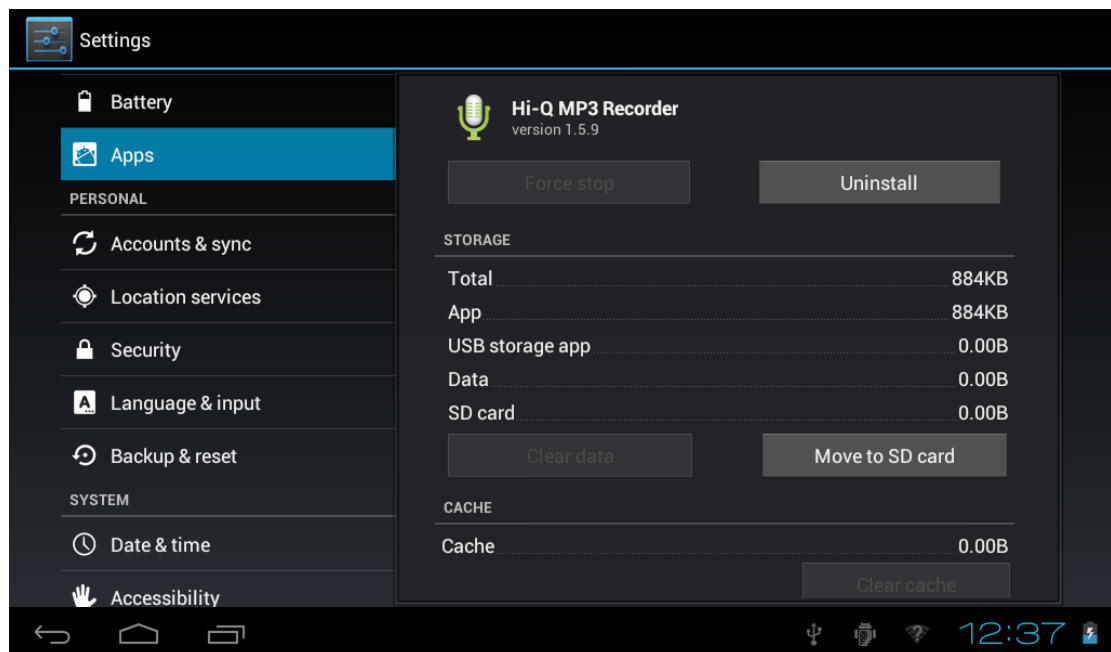 Settings
Battery
Apps
PERSONAL
Accounts & sync
Location services
Security
Language & input
Backup & reset
SYSTEM
Date & time
Accessibility
Hi-Q MP3 Recorder
version 1.5.9
Force stop
Uninstall
STORAGE
Total 884KB
App 884KB
USB storage app 0.00B
Data 0.00B
SD card 0.00B
Clear data
Move to SD card
CACHE
Cache 0.00B
Clear cache
12:37